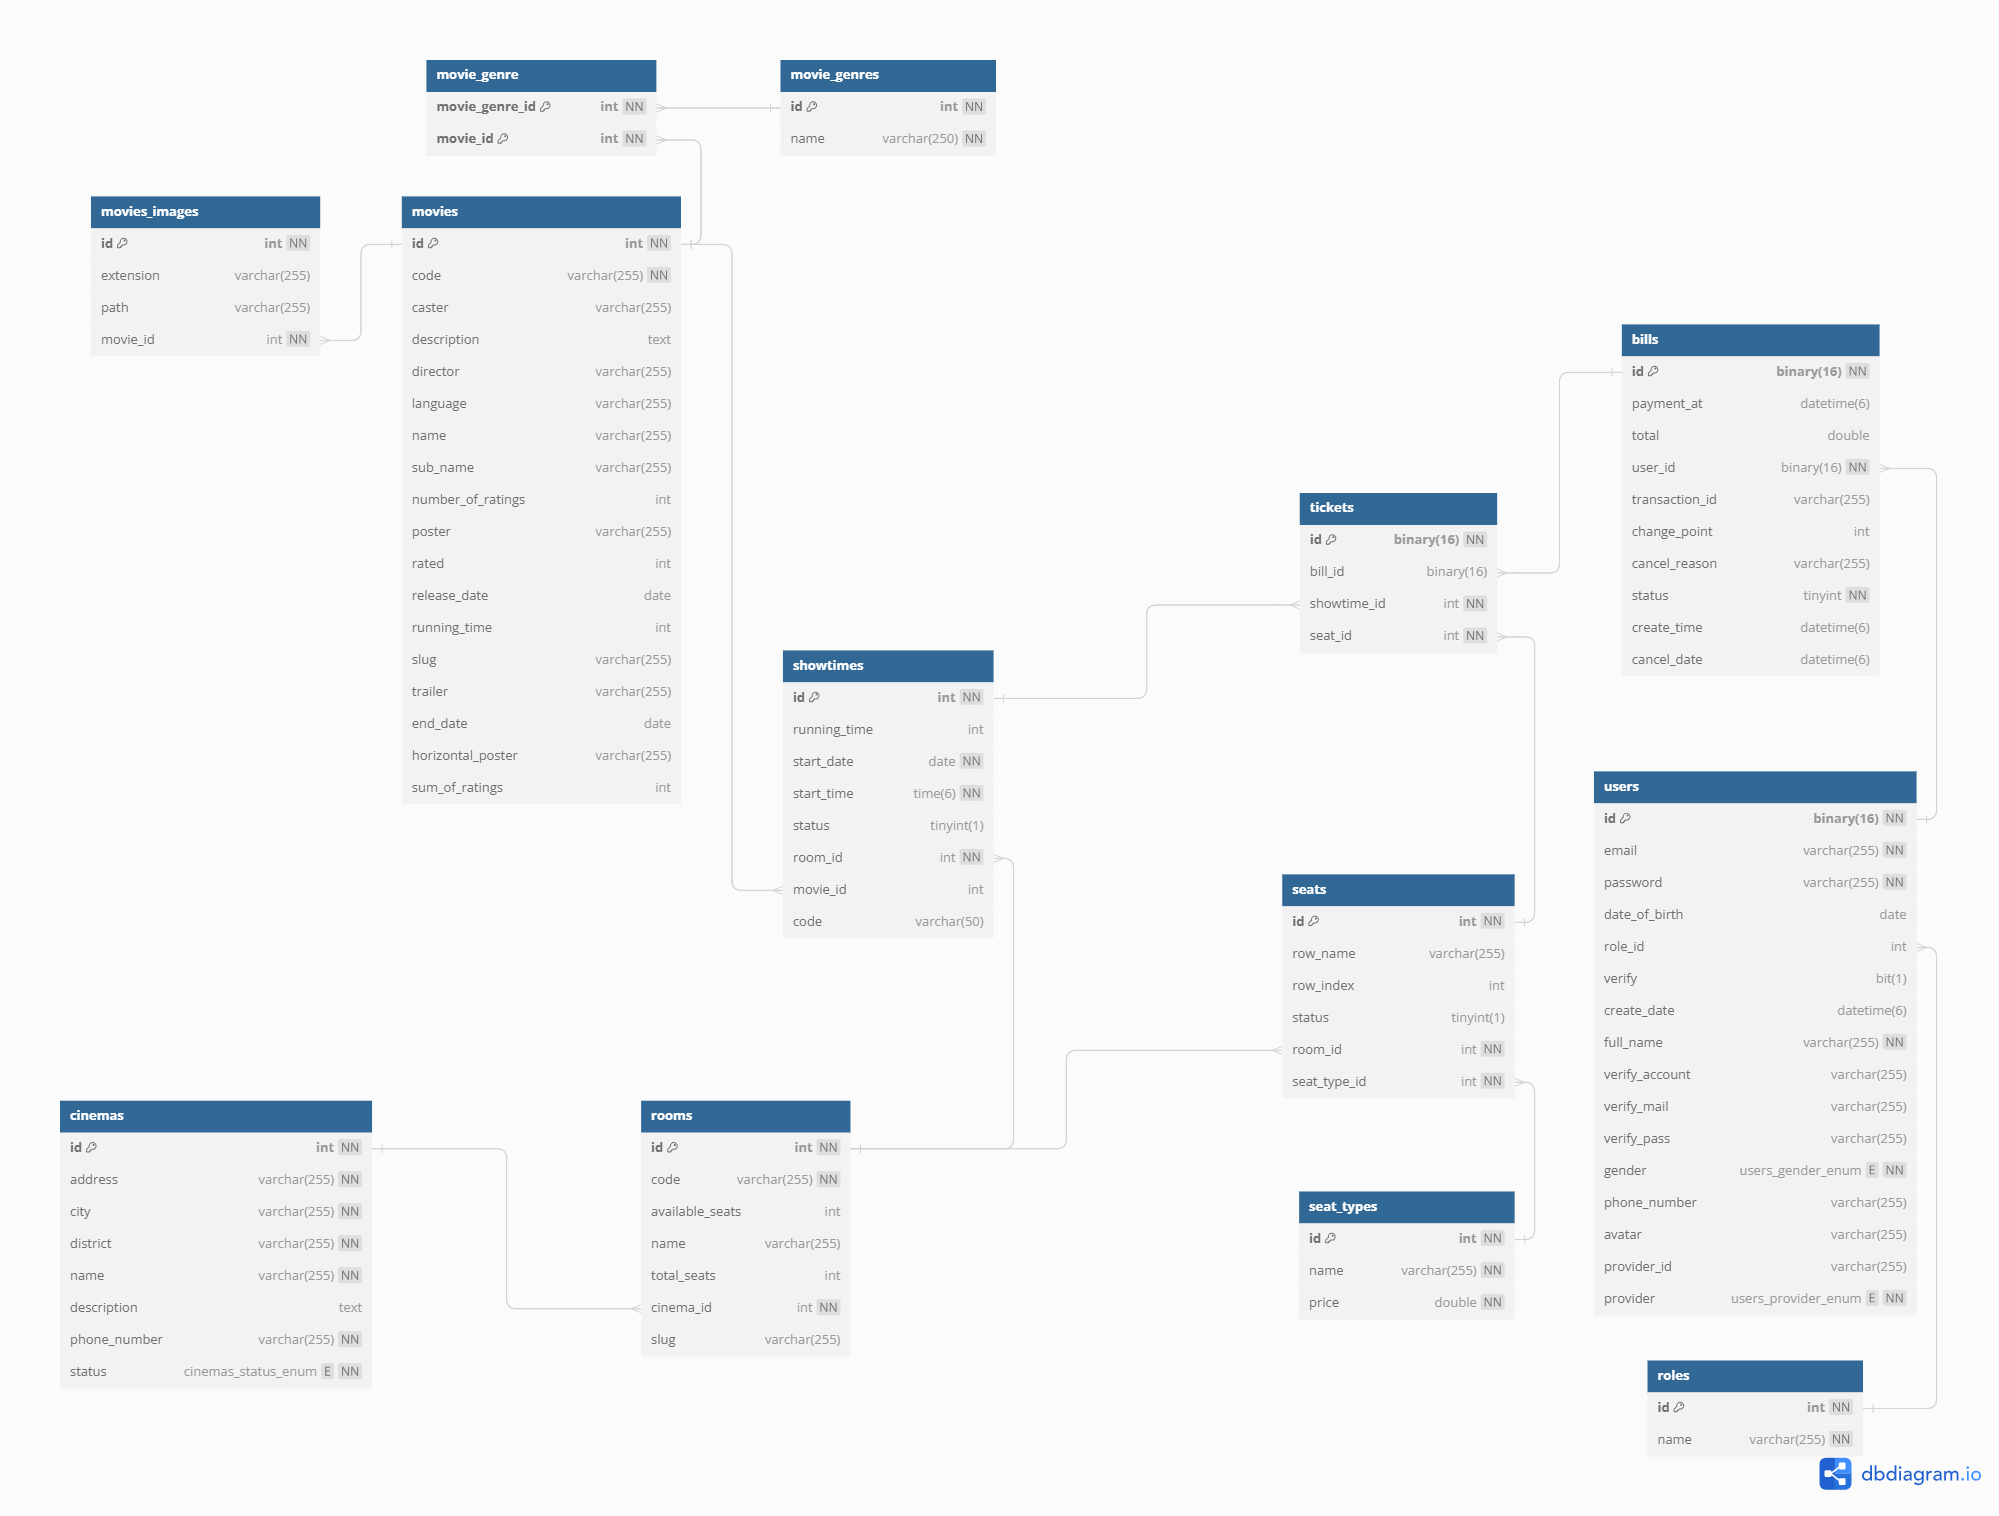 movie_genre
movie_genre_id int NN
movie_id int NN
movie_genres
id int NN
name varchar(250) NN
movies_images
id int NN
extension varchar(255)
path varchar(255)
movie_id int NN
movies
id int NN
code varchar(255) NN
caster varchar(255)
description text
director varchar(255)
language varchar(255)
name varchar(255)
sub_name varchar(255)
number_of_ratings int
poster varchar(255)
rated int
release_date date
running_time int
slug varchar(255)
trailer varchar(255)
end_date date
horizontal_poster varchar(255)
sum_of_ratings int
bills
id binary(16) NN
payment_at datetime(6)
total double
user_id binary(16) NN
transaction_id varchar(255)
change_point int
cancel_reason varchar(255)
status tinyint NN
create_time datetime(6)
cancel_date datetime(6)
tickets
id binary(16) NN
bill_id binary(16)
showtime_id int NN
seat_id int NN
showtimes
id int NN
running_time int
start_date date NN
start_time time(6) NN
status tinyint(1)
room_id int NN
movie_id int
code varchar(50)
users
id binary(16) NN
email varchar(255) NN
password varchar(255) NN
date_of_birth date
role_id int
verify bit(1)
create_date datetime(6)
full_name varchar(255) NN
verify_account varchar(255)
verify_mail varchar(255)
verify_pass varchar(255)
gender users_gender_enum E NN
phone_number varchar(255)
avatar varchar(255)
provider_id varchar(255)
provider users_provider_enum E NN
seats
id int NN
row_name varchar(255)
row_index int
status tinyint(1)
room_id int NN
seat_type_id int NN
cinemas
id int NN
address varchar(255) NN
city varchar(255) NN
district varchar(255) NN
name varchar(255) NN
description text
phone_number varchar(255) NN
status cinemas_status_enum E NN
rooms
id int NN
code varchar(255) NN
available_seats int
name varchar(255)
total_seats int
cinema_id int NN
slug varchar(255)
seat_types
id int NN
name varchar(255) NN
price double NN
roles
id int NN
name varchar(255) NN
dbdiagram.io